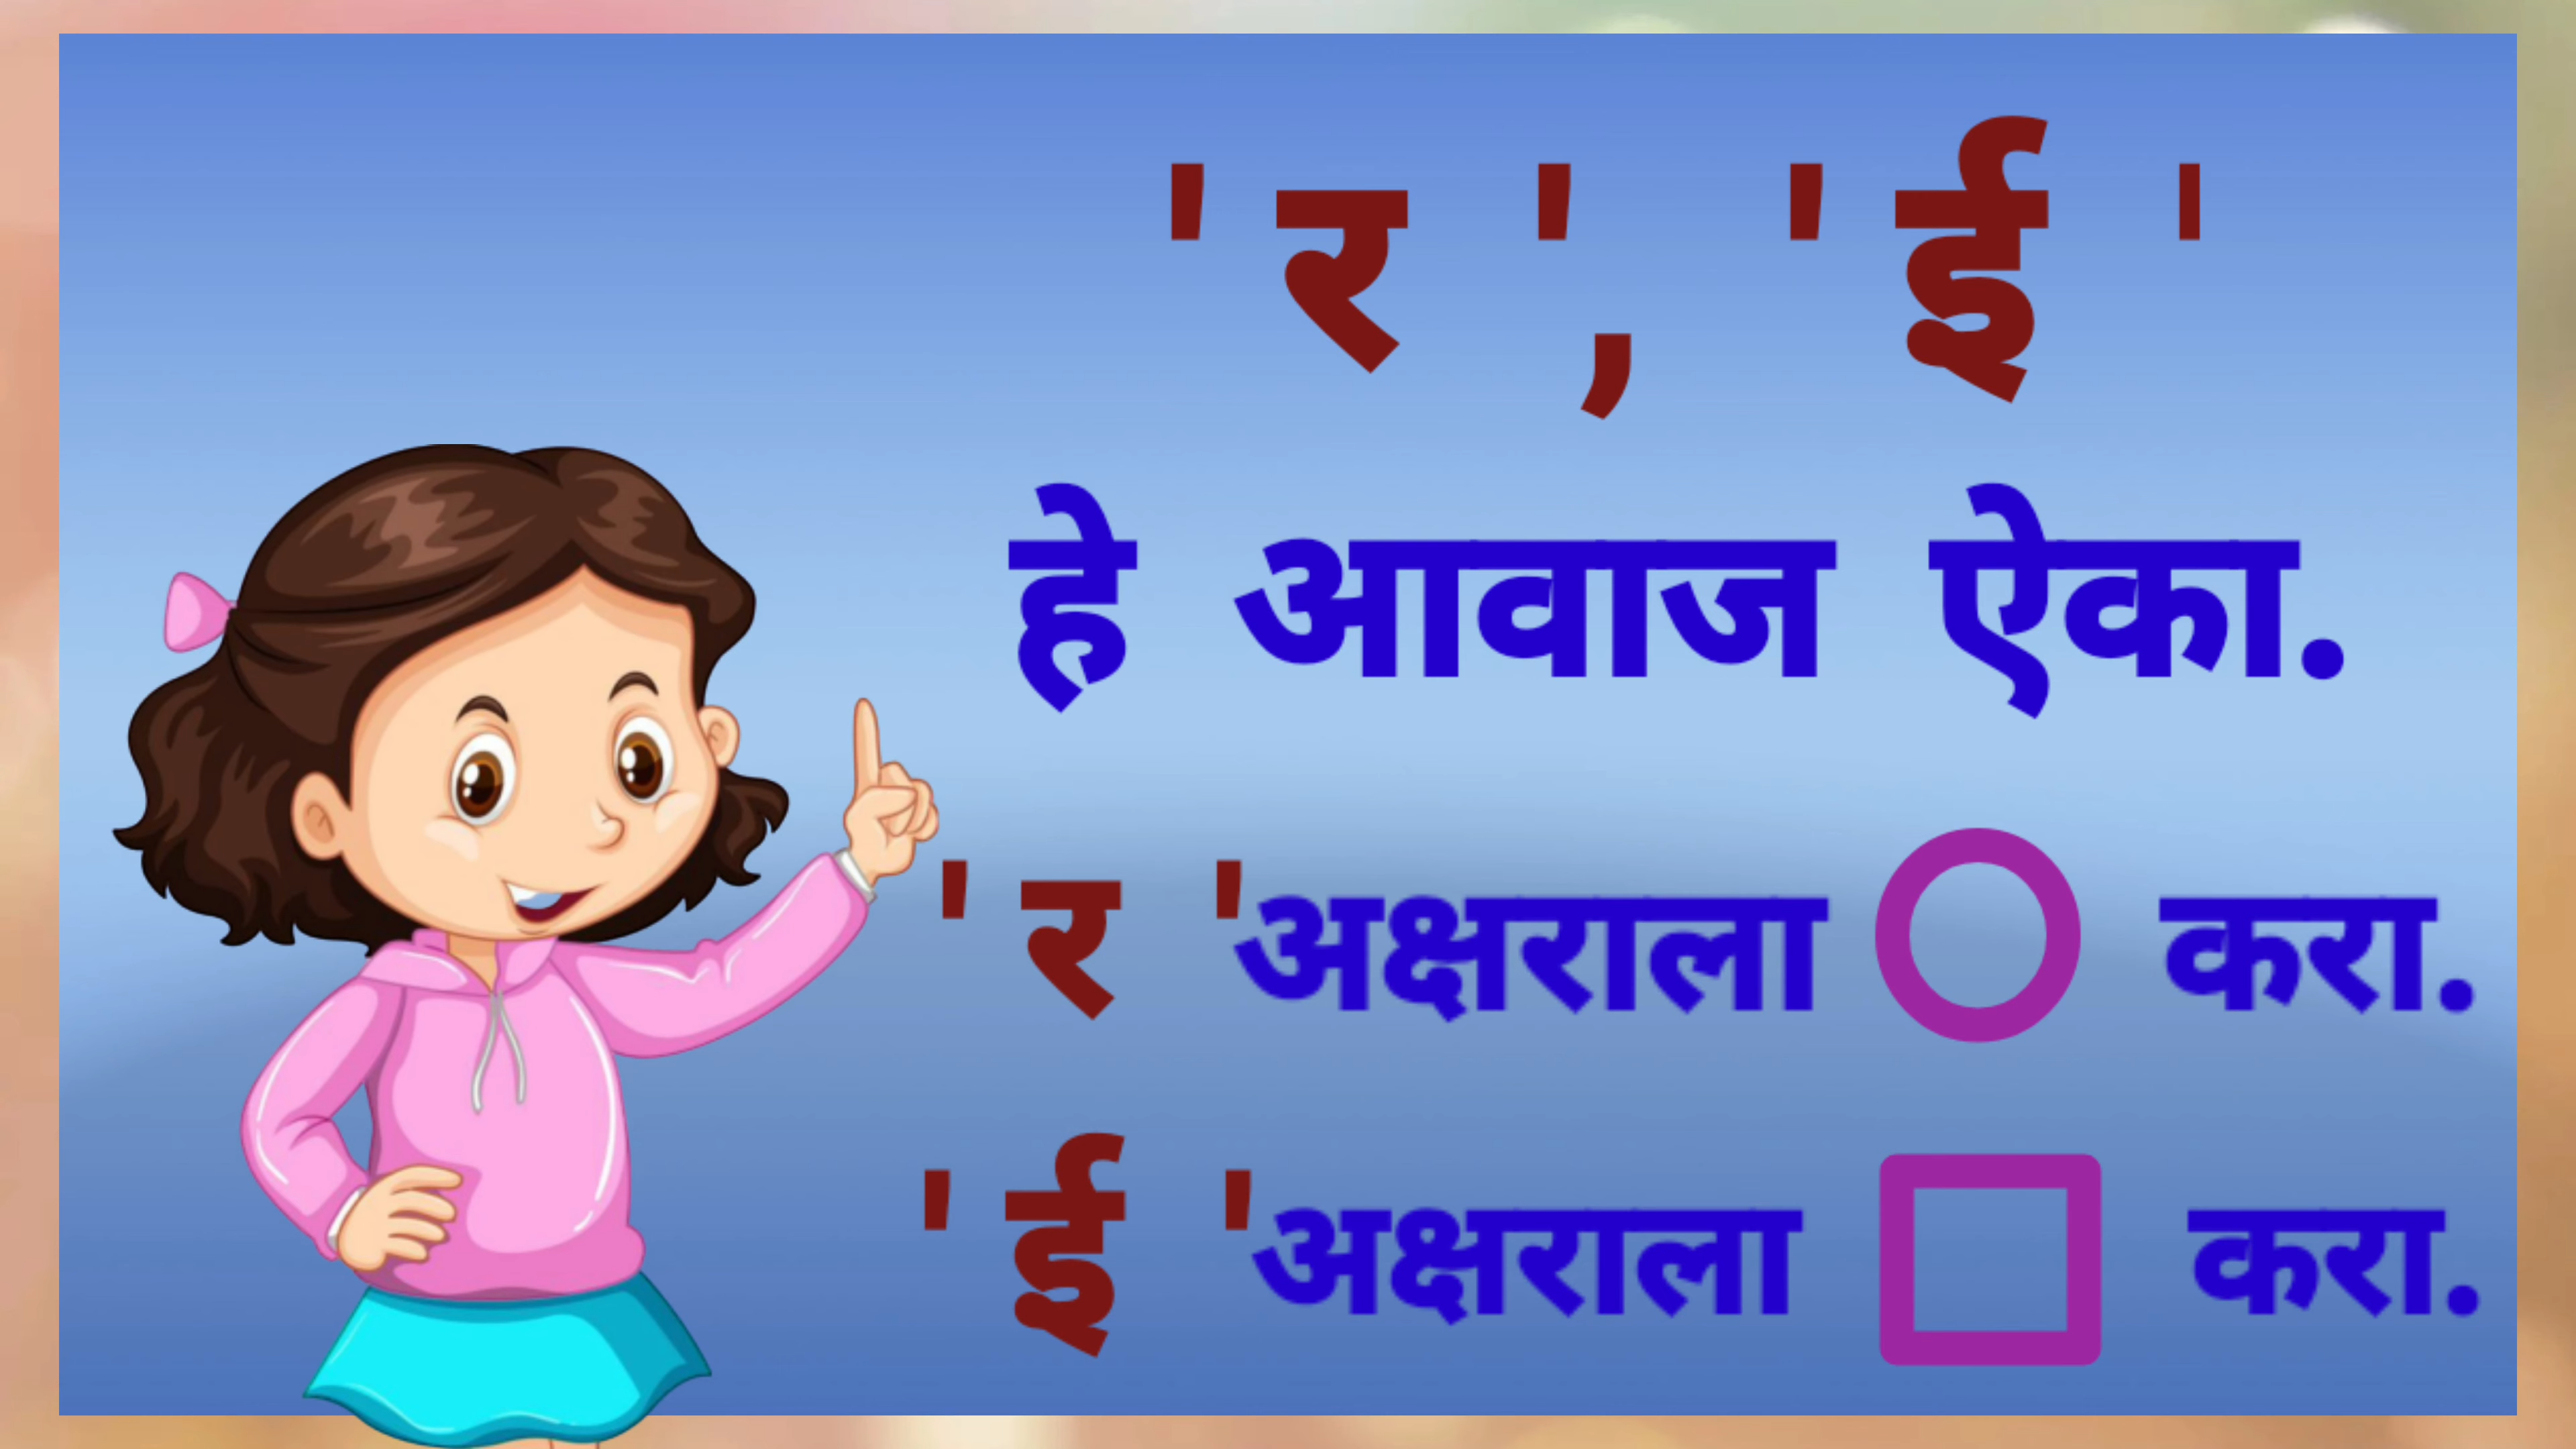 'र ', 'ई '
हे आवाज ऐका.
'र 'अक्षराला करा.
'ई 'अक्षराला करा.